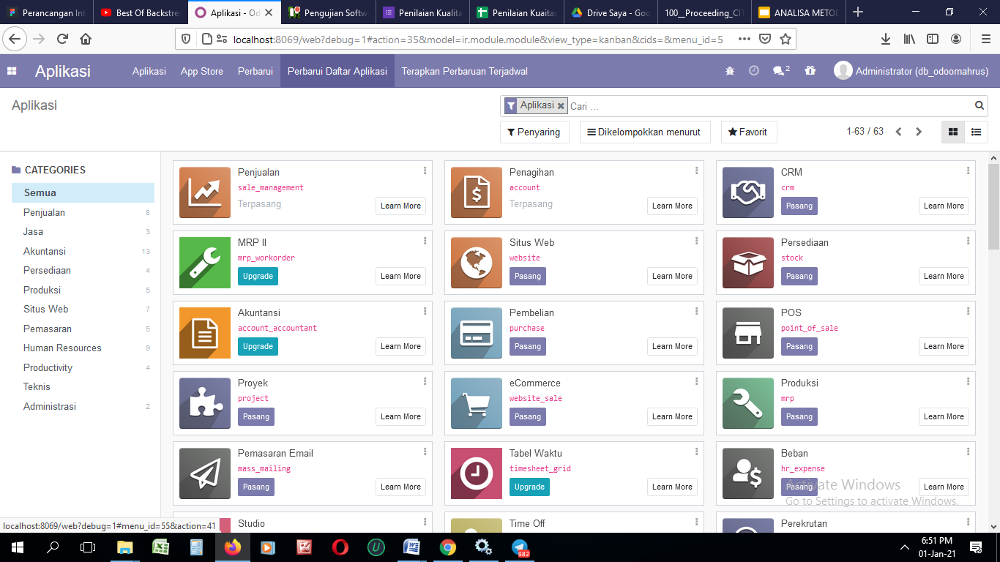 Perancangan Int
Best Of Backstre
Aplikasi - Od
Pengujian Softw
Penilaian Kualita
Penilaian Kuaitas
Drive Saya - Goo
100__Proceeding_CIT
ANALISA METOD
localhost:8069/web?debug=1#action=35&model=ir.module.module&view_type=kanban&cids=&menu_id=5
Aplikasi
Aplikasi
App Store
Perbarui
Perbarui Daftar Aplikasi
Terapkan Perbaruan Terjadwal
2
Administrator (db_odoomahrus)
Aplikasi
Aplikasi
Cari ...
Penyaring
Dikelompokkan menurut
Favorit
1-63 / 63
CATEGORIES
Semua
Penjualan 8
Jasa 3
Akuntansi 13
Persediaan 4
Produksi 5
Situs Web 7
Pemasaran 5
Human Resources 9
Productivity 4
Teknis
Administrasi 2
Penjualan
sale_management
Terpasang
Learn More
Penagihan
account
Terpasang
Learn More
CRM
crm
Pasang
Learn More
MRP II
mrp_workorder
Upgrade
Learn More
Situs Web
website
Pasang
Learn More
Persediaan
stock
Pasang
Learn More
Akuntansi
account_accountant
Upgrade
Learn More
Pembelian
purchase
Pasang
Learn More
POS
point_of_sale
Pasang
Learn More
Proyek
project
Pasang
Learn More
eCommerce
website_sale
Pasang
Learn More
Produksi
mrp
Pasang
Learn More
Pemasaran Email
mass_mailing
Pasang
Learn More
Tabel Waktu
timesheet_grid
Upgrade
Learn More
Beban
hr_expense
Pasang
Learn More
Activate Windows
Go to Settings to activate Windows.
Studio
Time Off
Perekrutan
localhost:8069/web?debug=1#menu_id=55&action=41
982
6:51 PM
01-Jan-21